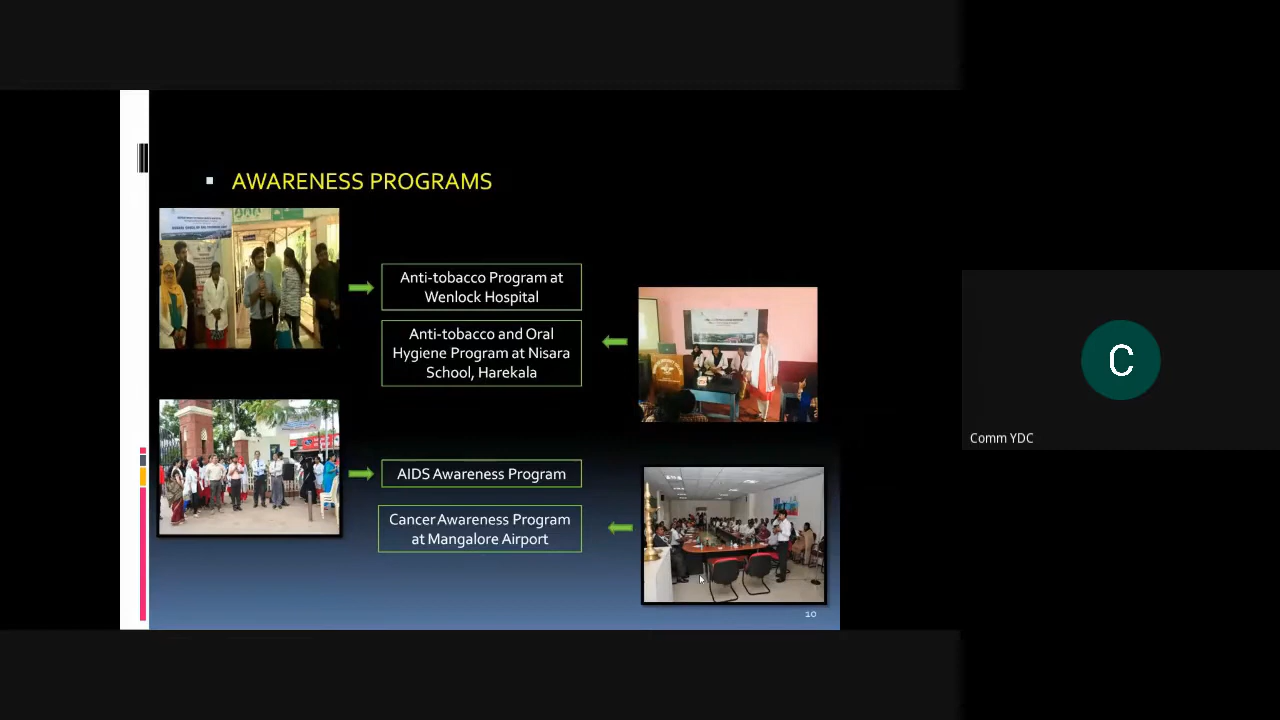 AWARENESS PROGRAMS
Anti-tobacco Program at
Wenlock Hospital
Anti-tobacco and Oral
Hygiene Program at Nisara
School, Harekala
AIDS Awareness Program
Cancer Awareness Program
at Mangalore Airport
10
C
Comm YDC